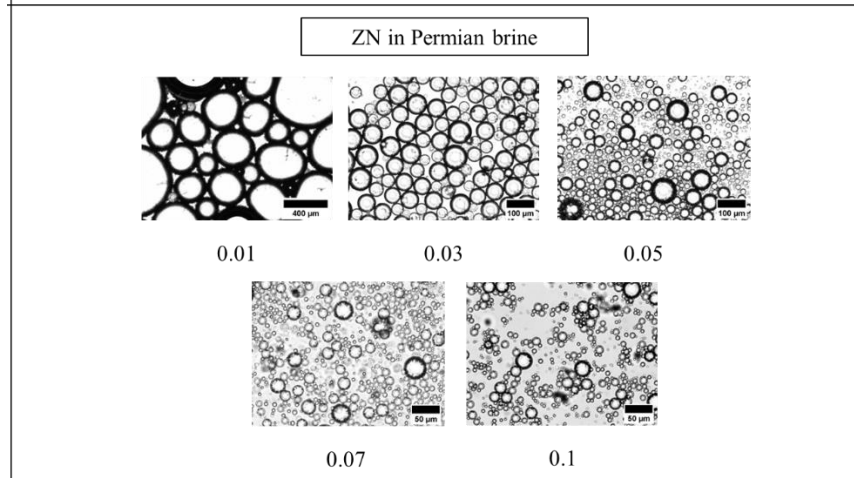 ZN in Permian brine
400 μm
100 μm
100 μm
0.01
0.03
0.05
50 μm
50 μm
0.07
0.1